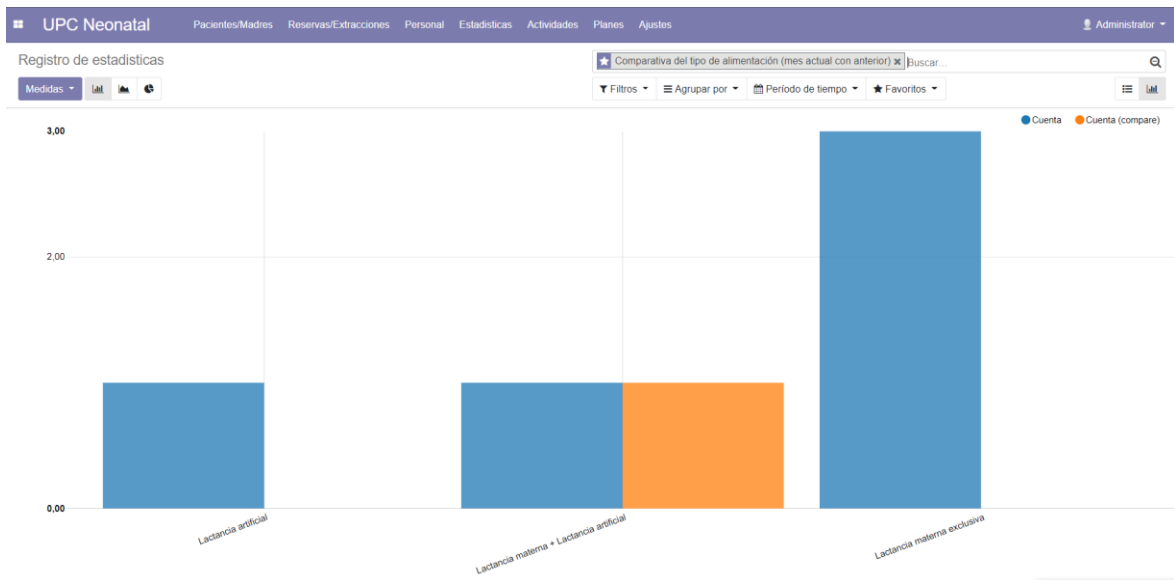 UPC Neonatal Pacientes/Madres Reservas/Extracciones Personal Estadisticas Actividades Planes Ajustes Administrator
Registro de estadisticas
Comparativa del tipo de alimentación (mes actual con anterior) x Buscar...
Medidas Filtros Agrupar por Período de tiempo Favoritos
Cuenta Cuenta (compare)
3,00
2,00
0,00
Lactancia artificial
Lactancia materna + Lactancia artificial
Lactancia materna exclusiva